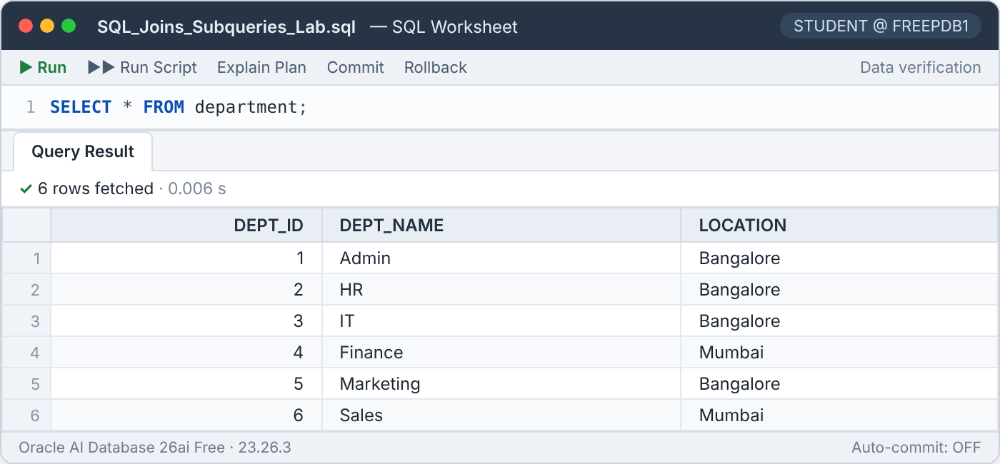 SQL_Joins_Subqueries_Lab.sql — SQL Worksheet STUDENT @ FREEPDB1
Run Run Script Explain Plan Commit Rollback Data verification
1 SELECT * FROM department;
Query Result
6 rows fetched · 0.006 s
DEPT_ID DEPT_NAME LOCATION
1 1 Admin Bangalore
2 2 HR Bangalore
3 3 IT Bangalore
4 4 Finance Mumbai
5 5 Marketing Bangalore
6 6 Sales Mumbai
Oracle AI Database 26ai Free · 23.26.3 Auto-commit: OFF